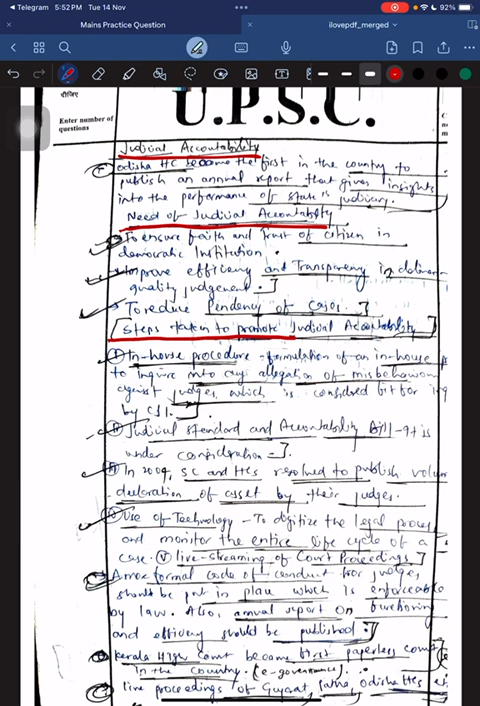 Telegram 5:52 PM Tue 14 Nov 92%
Mains Practice Question
ilovepdf_merged
Enter number of
questions
U.P.S.C.
Judicial Accountability
Odisha HC became the first in the country to
publish an annual report that gives insights
into the performance of state's judiciary.
Need of Judicial Accountability
To ensure faith and trust of citizen in
democratic Institution.
Improve efficiency and Transparency in
quality judgement.
To reduce Pendency of Cases.
Steps taken to promote Judicial Accountability
In-house procedure - formulation of an in-house
to inquire into any allegation of misbehaviour
against judges, which is considered fit for
by CJI.
Judicial standard and Accountability Bill - It is
under consideration.
In 2009, SC and HCs resolved to publish
declaration of asset by their judges.
Use of Technology - To digitize the legal process
and monitor the entire life cycle of a
case. (V) live-streaming of Court Proceedings
A more formal code of conduct for judges,
should be put in place which is enforceable
by law. Also, annual report on functioning
and efficiency should be published.
Kerala High Court became first paperless court
in the country. (e-governance).
live proceedings of Gujarat, Patna, Odisha HCs